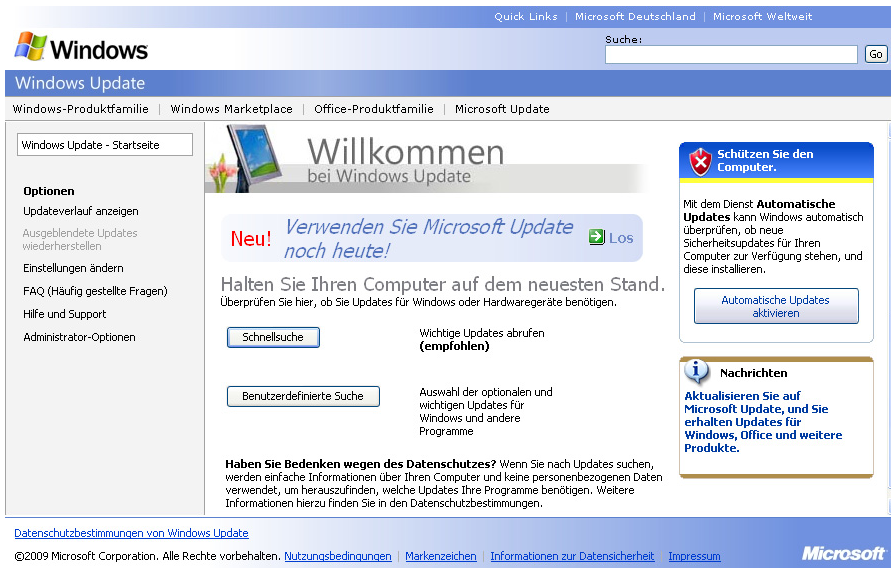 Quick Links | Microsoft Deutschland | Microsoft Weltweit
Windows
Suche:
Go
Windows Update
Windows-Produktfamilie | Windows Marketplace | Office-Produktfamilie | Microsoft Update
Windows Update - Startseite
Optionen
Updateverlauf anzeigen
Ausgeblendete Updates
wiederherstellen
Einstellungen ändern
FAQ (Häufig gestellte Fragen)
Hilfe und Support
Administrator-Optionen
Willkommen
bei Windows Update
Neu!
Verwenden Sie Microsoft Update
noch heute!
Los
Halten Sie Ihren Computer auf dem neuesten Stand.
Überprüfen Sie hier, ob Sie Updates für Windows oder Hardwaregeräte benötigen.
Schnellsuche
Wichtige Updates abrufen
(empfohlen)
Benutzerdefinierte Suche
Auswahl der optionalen und
wichtigen Updates für
Windows und andere
Programme
Haben Sie Bedenken wegen des Datenschutzes? Wenn Sie nach Updates suchen,
werden einfache Informationen über Ihren Computer und keine personenbezogenen Daten
verwendet, um herauszufinden, welche Updates Ihre Programme benötigen. Weitere
Informationen hierzu finden Sie in den Datenschutzbestimmungen.
Schützen Sie den
Computer.
Mit dem Dienst Automatische
Updates kann Windows automatisch
überprüfen, ob neue
Sicherheitsupdates für Ihren
Computer zur Verfügung stehen, und
diese installieren.
Automatische Updates
aktivieren
Nachrichten
Aktualisieren Sie auf
Microsoft Update, und Sie
erhalten Updates für
Windows, Office und weitere
Produkte.
Datenschutzbestimmungen von Windows Update
©2009 Microsoft Corporation. Alle Rechte vorbehalten. Nutzungsbedingungen | Markenzeichen | Informationen zur Datensicherheit | Impressum
Microsoft